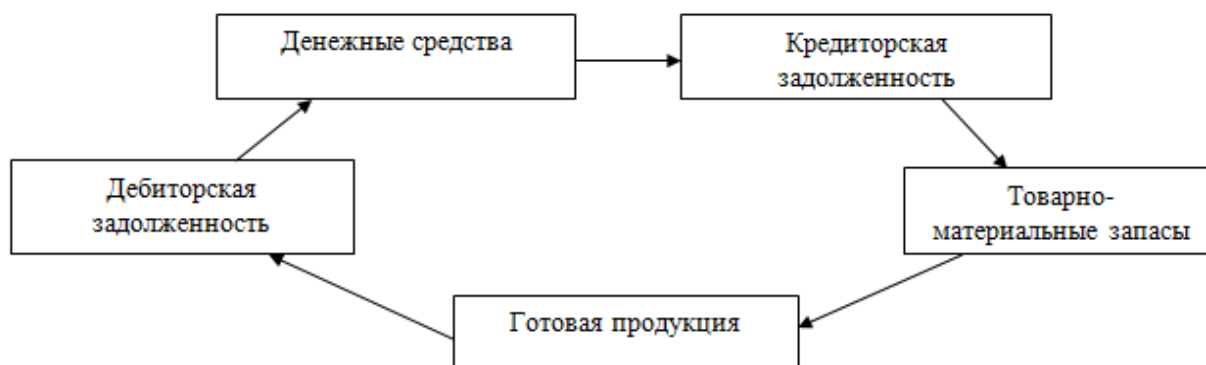 Денежные средства
Кредиторская
задолженность
Дебиторская
задолженность
Товарно-
материальные запасы
Готовая продукция